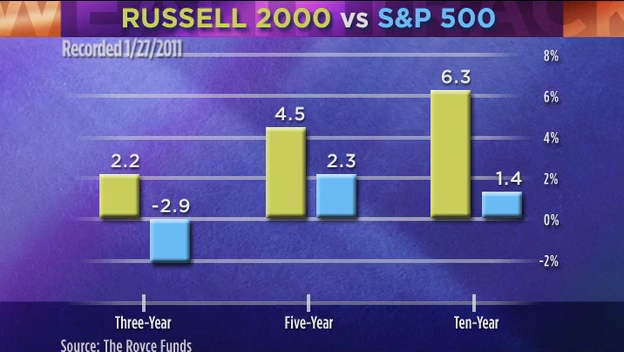 RUSSELL 2000 vs S&P 500
Recorded 1/27/2011
8%
6.3
6%
4.5
4%
2.2
2.3
2%
1.4
-2.9
0%
-2%
Three-Year
Five-Year
Ten-Year
Source: The Royce Funds